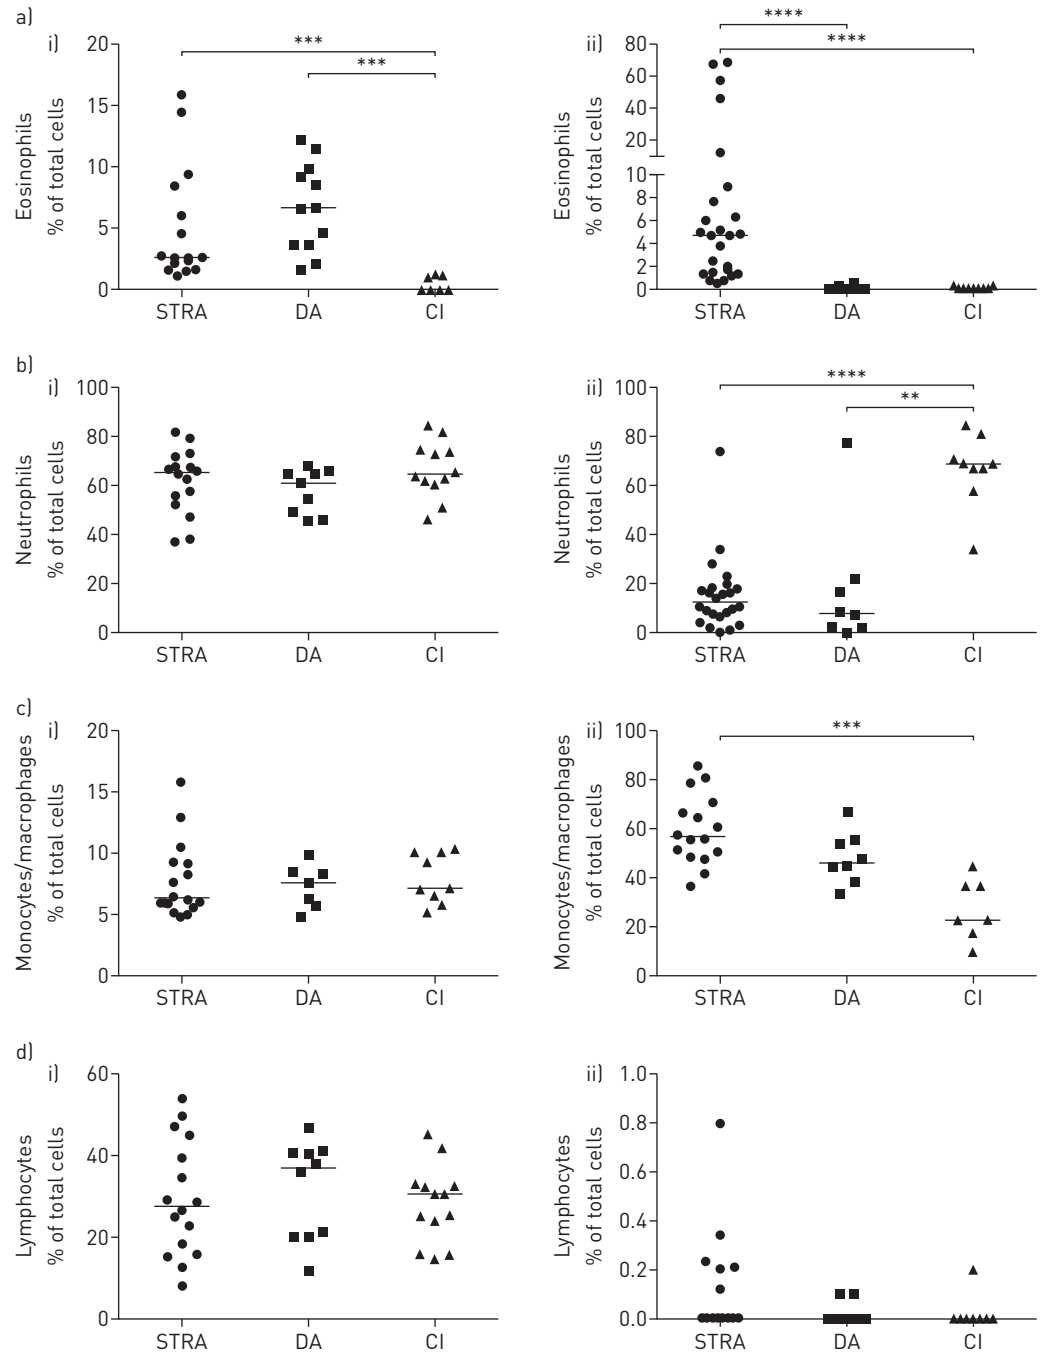 a)
i)
Eosinophils
% of total cells
20
15
10
5
0
***
***
STRA DA CI
ii)
Eosinophils
% of total cells
80
60
40
20
10
8
6
4
2
0
****
****
STRA DA CI
b)
i)
Neutrophils
% of total cells
100
80
60
40
20
0
STRA DA CI
ii)
Neutrophils
% of total cells
100
80
60
40
20
0
****
**
STRA DA CI
c)
i)
Monocytes/macrophages
% of total cells
20
15
10
5
0
STRA DA CI
ii)
Monocytes/macrophages
% of total cells
100
80
60
40
20
0
***
STRA DA CI
d)
i)
Lymphocytes
% of total cells
60
40
20
0
STRA DA CI
ii)
Lymphocytes
% of total cells
1.0
0.8
0.6
0.4
0.2
0.0
STRA DA CI